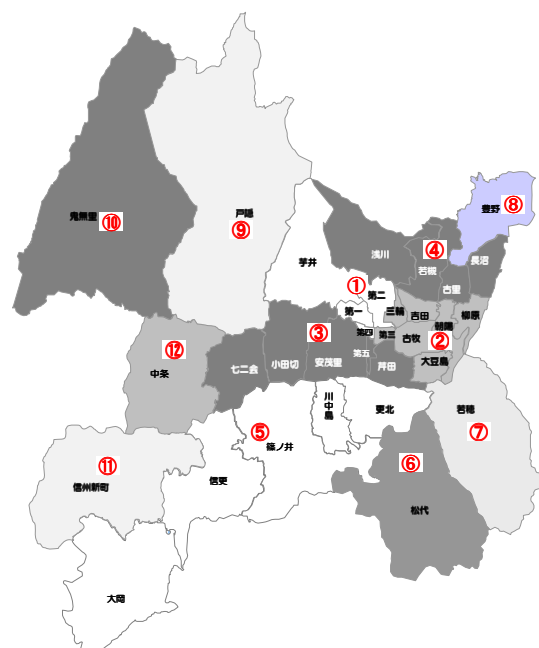 豊野 ⑧
鬼無里 ⑩
戸隠
⑨
浅川
④
長沼
芋井
若槻
①
第二
古里
第一
三輪
吉田
柳原
③
第四
第三
朝陽
②
古牧
⑫
中条
七二会
小田切
安茂里
第五
芹田
大豆島
川中島
更北
若穂
⑦
⑤
篠ノ井
⑥
⑪
信州新町
信更
松代
大岡